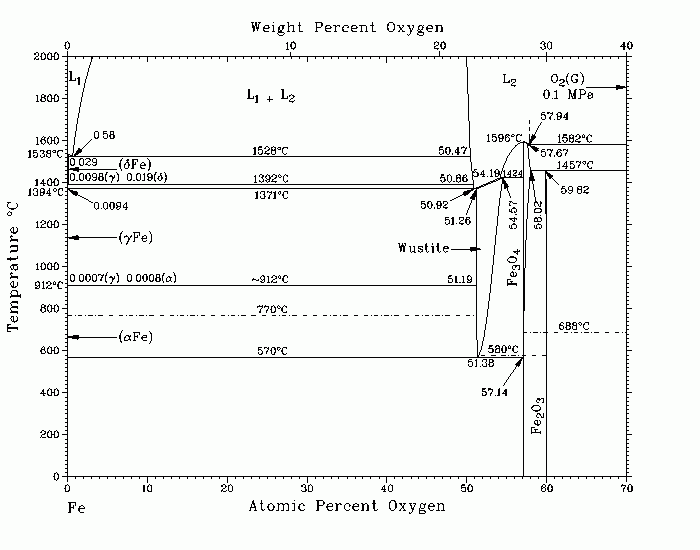 Weight Percent Oxygen
0 10 20 30 40
Temperature °C
2000
1800
1600
1400
1200
1000
800
600
400
200
0
L₁
L₁ + L₂
L₂
O₂(G)
0.1 MPa
57.94
0.58
1596°C
1582°C
1538°C
1528°C
50.47
57.67
0.029
(δFe)
1457°C
0.0098(γ) 0.019(δ)
1392°C
50.86
54.19
1424
1394°C
1371°C
59.82
0.0094
50.92
51.26
54.57
58.02
(γFe)
Wustite
Fe₃O₄
0.0007(γ) 0.0008(α)
912°C
~912°C
51.19
770°C
688°C
(αFe)
570°C
580°C
51.38
57.14
Fe₂O₃
0 10 20 30 40 50 60 70
Fe
Atomic Percent Oxygen